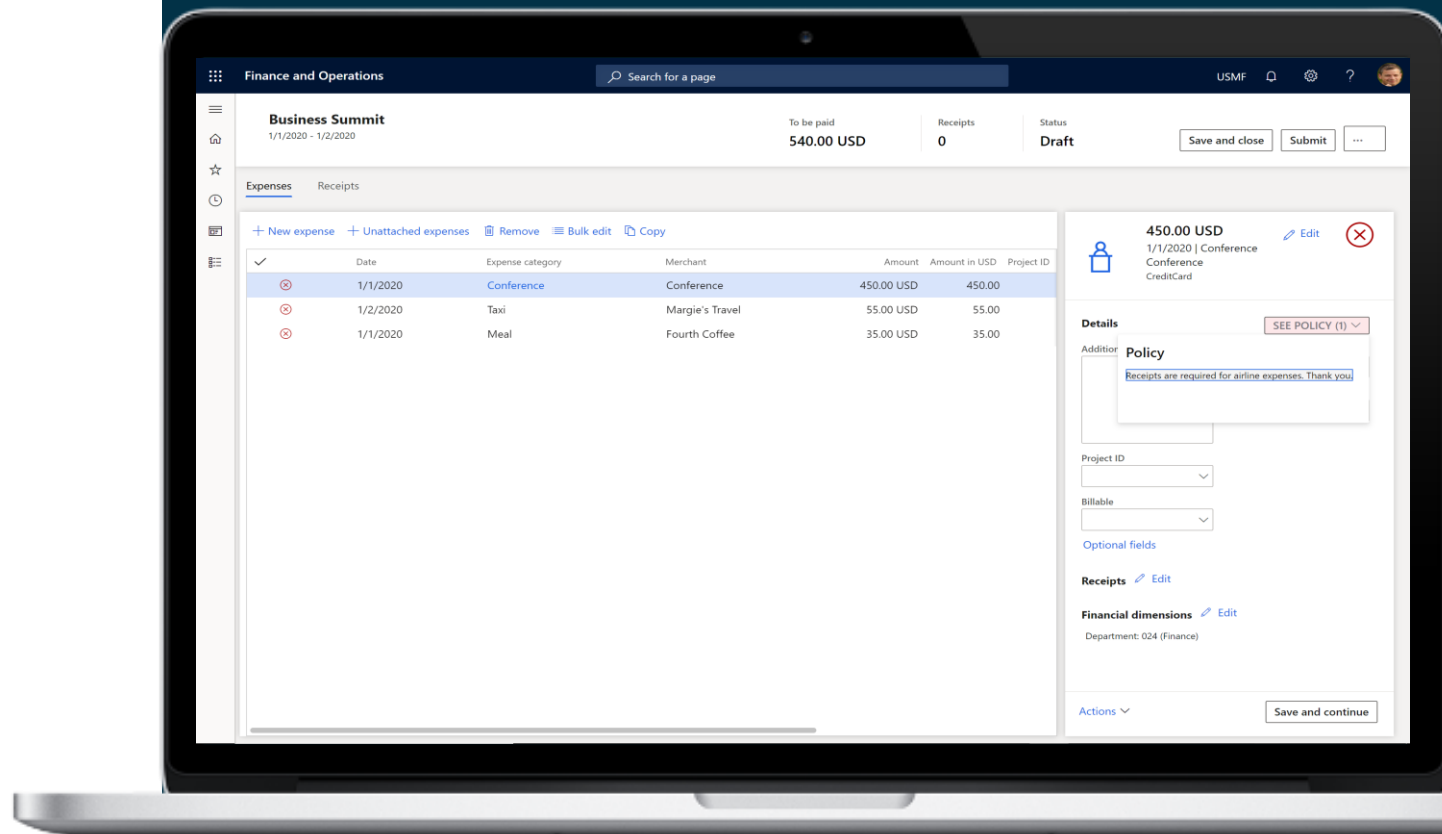 Finance and Operations
Search for a page
USMF
?
Business Summit
1/1/2020 - 1/2/2020
To be paid
540.00 USD
Receipts
0
Status
Draft
Save and close
Submit
...
Expenses Receipts
+ New expense + Unattached expenses Remove Bulk edit Copy
Date Expense category Merchant Amount Amount in USD Project ID
1/1/2020 Conference Conference 450.00 USD 450.00
1/2/2020 Taxi Margie's Travel 55.00 USD 55.00
1/1/2020 Meal Fourth Coffee 35.00 USD 35.00
450.00 USD
Edit
1/1/2020 | Conference
Conference
CreditCard
Details
SEE POLICY (1)
Policy
Receipts are required for airline expenses. Thank you.
Project ID
Billable
Optional fields
Receipts Edit
Financial dimensions Edit
Department: 024 (Finance)
Actions
Save and continue